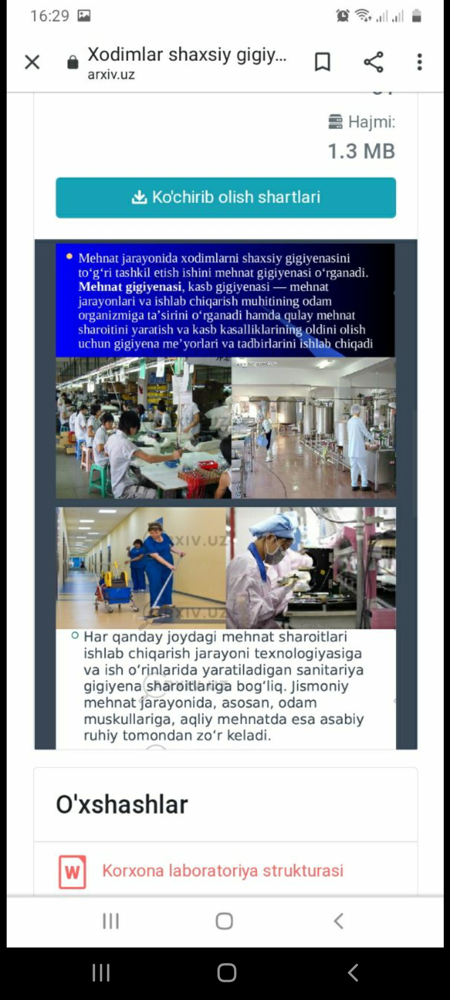 16:29
Xodimlar shaxsiy gigiy...
arxiv.uz
Hajmi:
1.3 MB
Ko'chirib olish shartlari
Mehnat jarayonida xodimlarni shaxsiy gigiyenasini
to‘g‘ri tashkil etish ishini mehnat gigiyenasi o‘rganadi.
Mehnat gigiyenasi, kasb gigiyenasi — mehnat
jarayonlari va ishlab chiqarish muhitining odam
organizmiga ta’sirini o‘rganadi hamda qulay mehnat
sharoitini yaratish va kasb kasalliklarining oldini olish
uchun gigiyena me’yorlari va tadbirlarini ishlab chiqadi
ARXIV.UZ
ARXIV.UZ
Har qanday joydagi mehnat sharoitlari
ishlab chiqarish jarayoni texnologiyasiga
va ish o‘rinlarida yaratiladigan sanitariya
gigiyena sharoitlariga bog‘liq. Jismoniy
mehnat jarayonida, asosan, odam
muskullariga, aqliy mehnatda esa asabiy
ruhiy tomondan zo‘r keladi.
O'xshashlar
W Korxona laboratoriya strukturasi